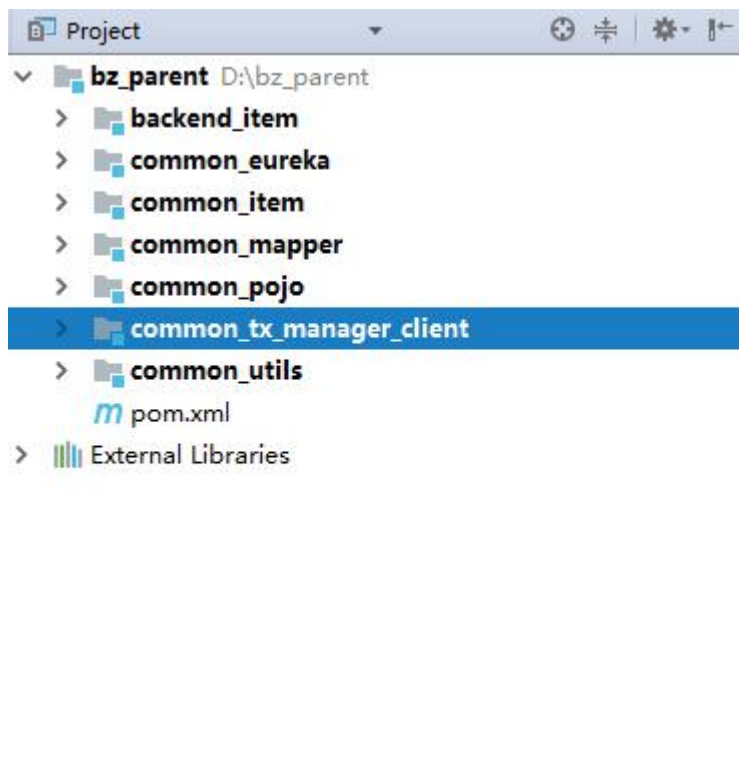 Project
bz_parent D:\bz_parent
backend_item
common_eureka
common_item
common_mapper
common_pojo
common_tx_manager_client
common_utils
m pom.xml
External Libraries